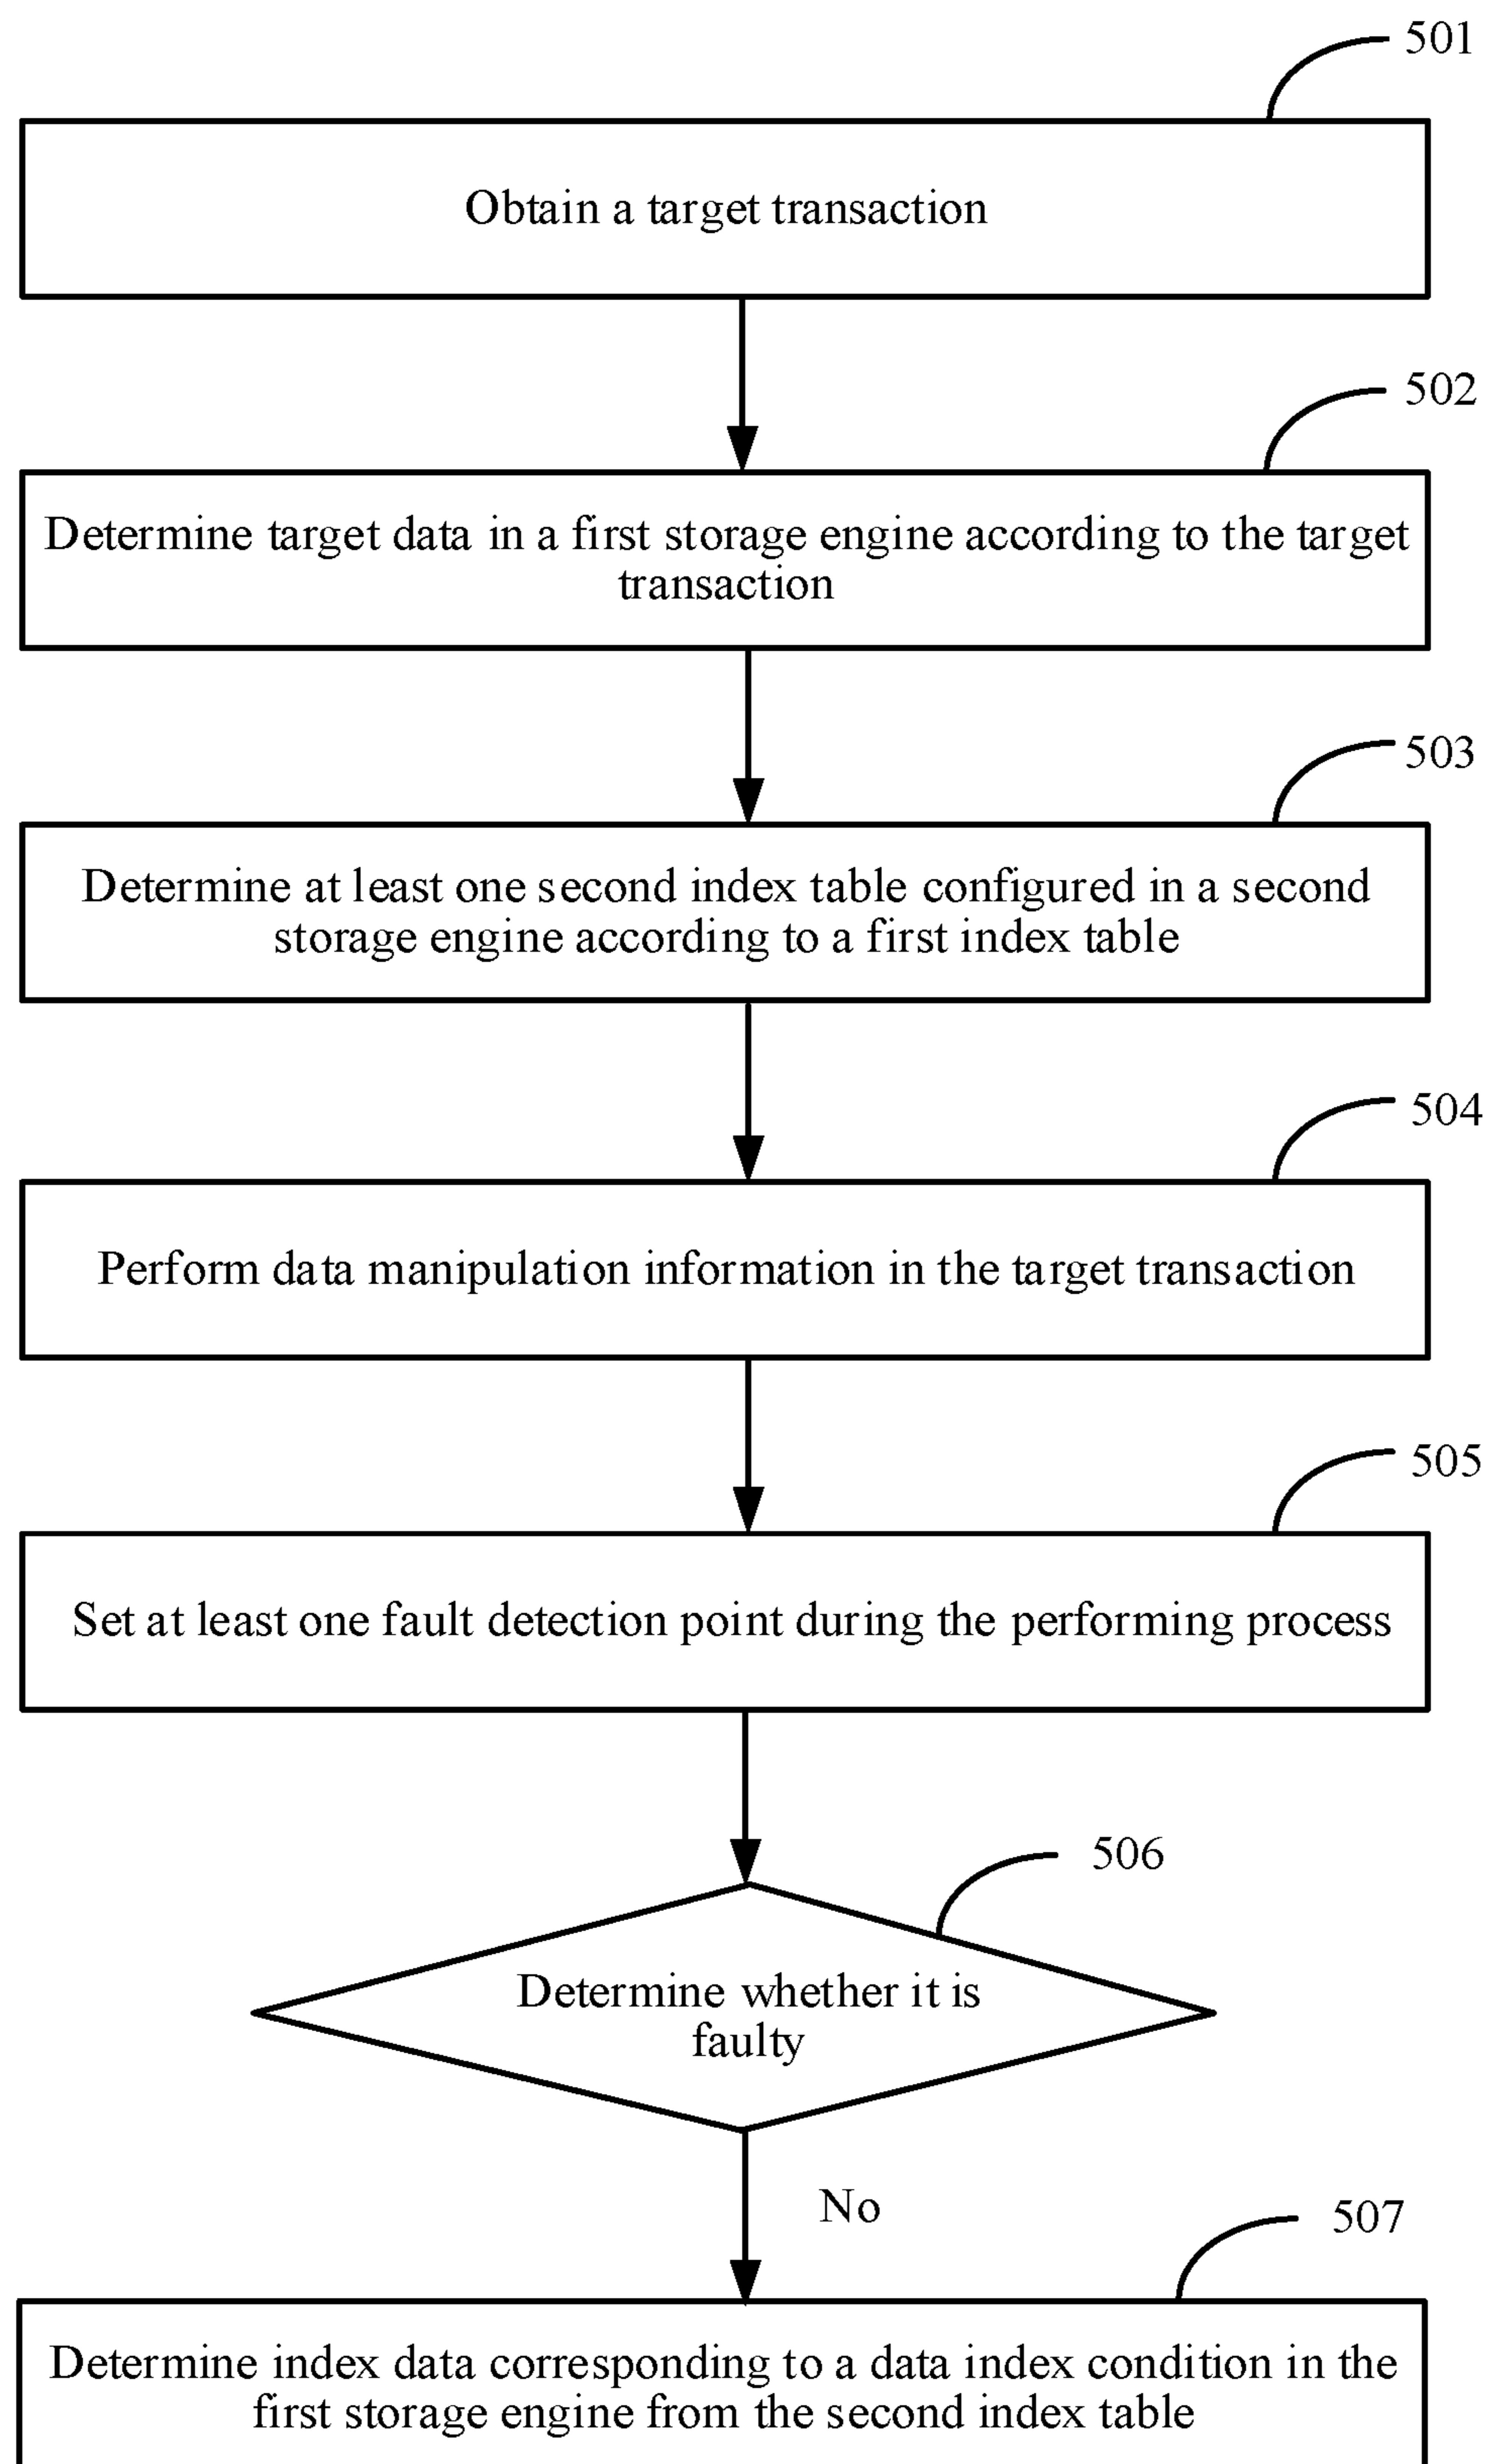 501
Obtain a target transaction
502
Determine target data in a first storage engine according to the target
transaction
503
Determine at least one second index table configured in a second
storage engine according to a first index table
504
Perform data manipulation information in the target transaction
505
Set at least one fault detection point during the performing process
506
Determine whether it is
faulty
No
507
Determine index data corresponding to a data index condition in the
first storage engine from the second index table